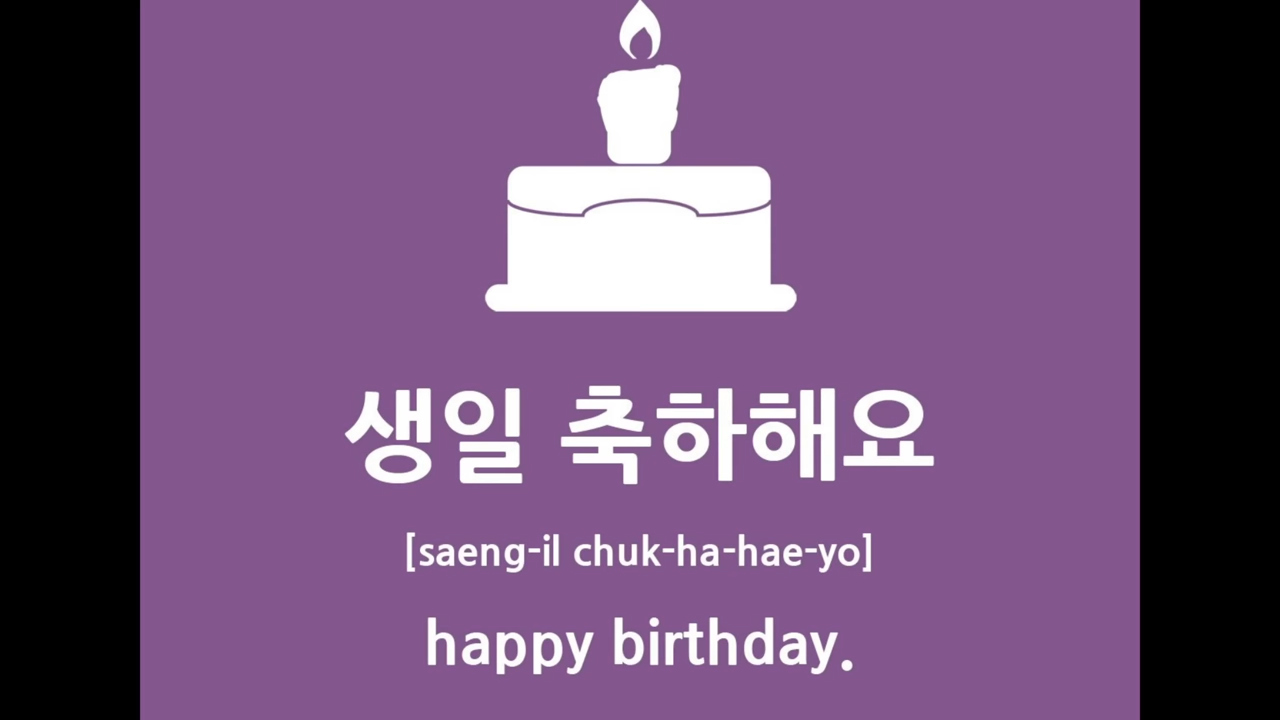 생일 축하해요
[saeng-il chuk-ha-hae-yo]
happy birthday.